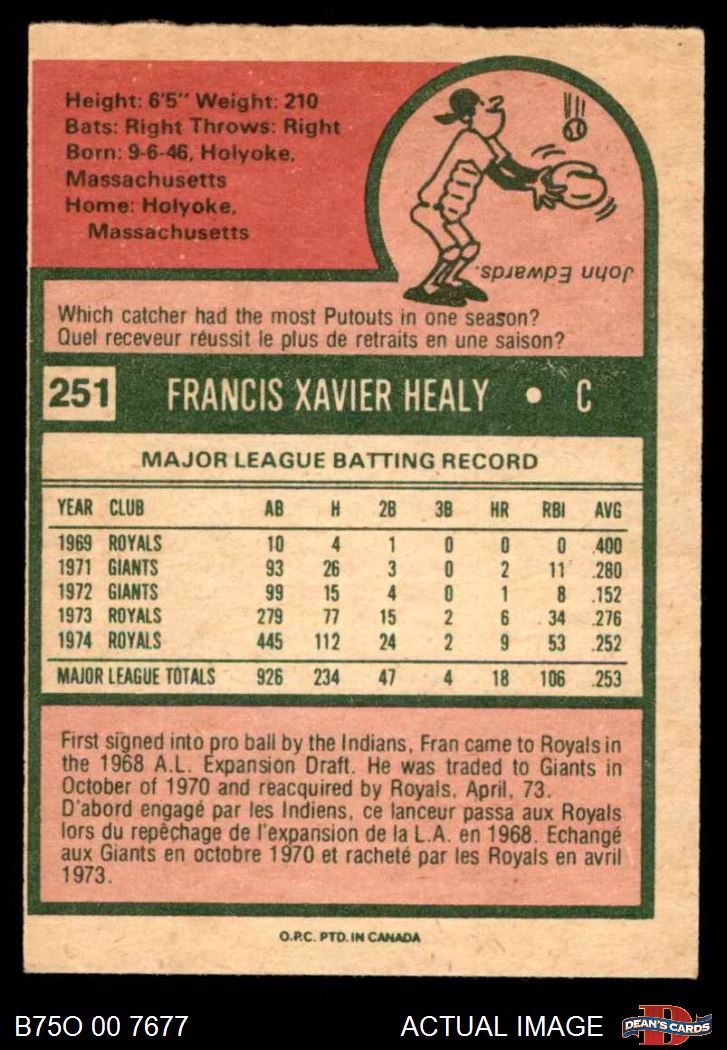 Height: 6'5" Weight: 210
Bats: Right Throws: Right
Born: 9-6-46, Holyoke,
Massachusetts
Home: Holyoke,
Massachusetts
John Edwards.
Which catcher had the most Putouts in one season?
Quel receveur réussit le plus de retraits en une saison?
251 FRANCIS XAVIER HEALY • C
MAJOR LEAGUE BATTING RECORD
YEAR CLUB AB H 2B 3B HR RBI AVG
1969 ROYALS 10 4 1 0 0 0 .400
1971 GIANTS 93 26 3 0 2 11 .280
1972 GIANTS 99 15 4 0 1 8 .152
1973 ROYALS 279 77 15 2 6 34 .276
1974 ROYALS 445 112 24 2 9 53 .252
MAJOR LEAGUE TOTALS 926 234 47 4 18 106 .253
First signed into pro ball by the Indians, Fran came to Royals in
the 1968 A.L. Expansion Draft. He was traded to Giants in
October of 1970 and reacquired by Royals, April, 73.
D'abord engagé par les Indiens, ce lanceur passa aux Royals
lors du repêchage de l'expansion de la L.A. en 1968. Echangé
aux Giants en octobre 1970 et racheté par les Royals en avril
1973.
O.P.C. PTD. IN CANADA
B75O 00 7677 ACTUAL IMAGE D DEAN'S CARDS